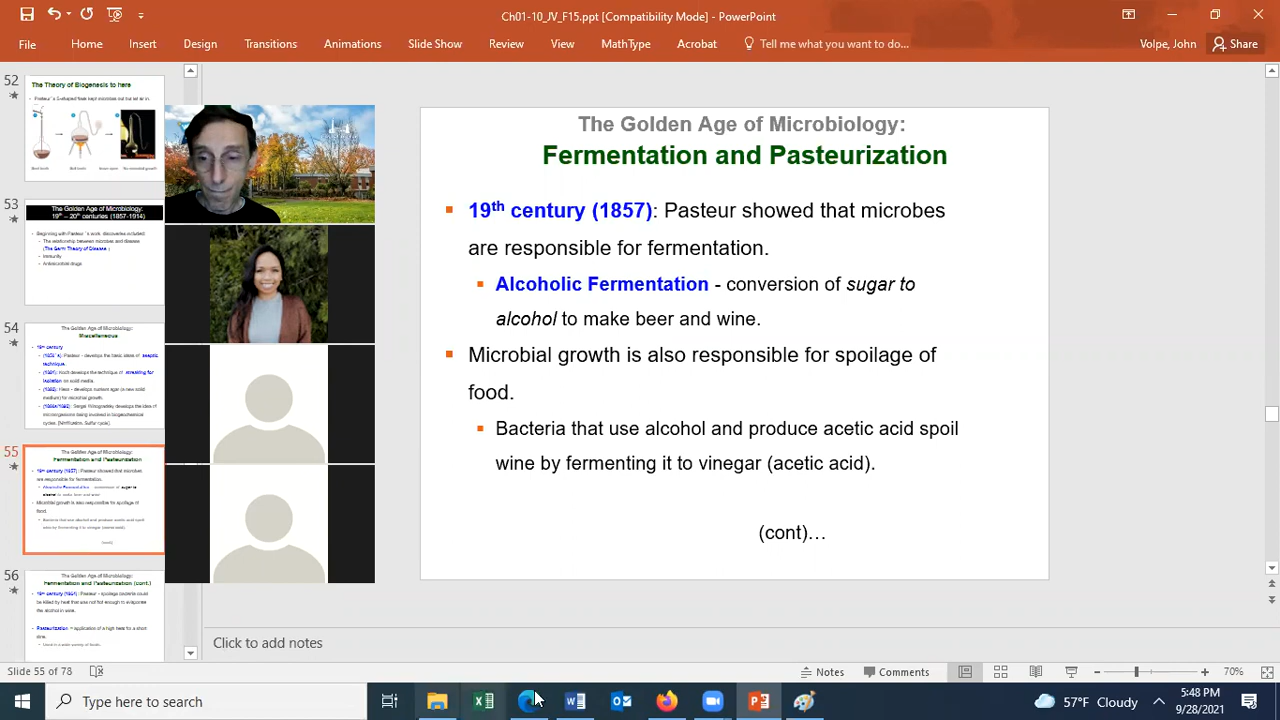 Ch01-10_JV_F15.pptx [Compatibility Mode] - PowerPoint
File Home Insert Design Transitions Animations Slide Show Review View MathType Acrobat Tell me what you want to do... Volpe, John Share
52
The Theory of Biogenesis to here
53
The Golden Age of Microbiology:
19th – 20th centuries (1857-1914)
Beginning with Pasteur's work, discoveries included
The relationship between microbes and disease
(The Germ Theory of Disease)
Immunity
Antimicrobial drugs
54
The Golden Age of Microbiology:
Miscellaneous
19th century
(1860's): Pasteur - develops the basic ideas of aseptic
technique.
Koch develops the technique of streaking for
isolation on solid media.
Hess - develops nutrient agar (a new solid
medium) for microbial growth.
Sergei Winogradsky develops the idea of
microorganisms being involved in biogeochemical
cycles. (Nitrification, Sulfur cycle).
55
The Golden Age of Microbiology:
Fermentation and Pasteurization
19th century (1857): Pasteur showed that microbes
are responsible for fermentation.
Alcoholic Fermentation - conversion of sugar to
alcohol to make beer and wine.
Microbial growth is also responsible for spoilage of
food.
Bacteria that use alcohol and produce acetic acid spoil
wine by fermenting it to vinegar (acetic acid).
(cont)…
56
The Golden Age of Microbiology:
Fermentation and Pasteurization (cont.)
19th century (1864): Pasteur - spoilage bacteria could
be killed by heat that was not hot enough to evaporate
the alcohol in wine.
Pasteurization = application of a high heat for a short
time.
Used in a wide variety of foods.
The Golden Age of Microbiology:
Fermentation and Pasteurization
19th century (1857): Pasteur showed that microbes
are responsible for fermentation.
Alcoholic Fermentation - conversion of sugar to
alcohol to make beer and wine.
Microbial growth is also responsible for spoilage of
food.
Bacteria that use alcohol and produce acetic acid spoil
wine by fermenting it to vinegar (acetic acid).
(cont)…
Click to add notes
Slide 55 of 78 Notes Comments 70%
Type here to search 57°F Cloudy 5:48 PM
9/28/2021